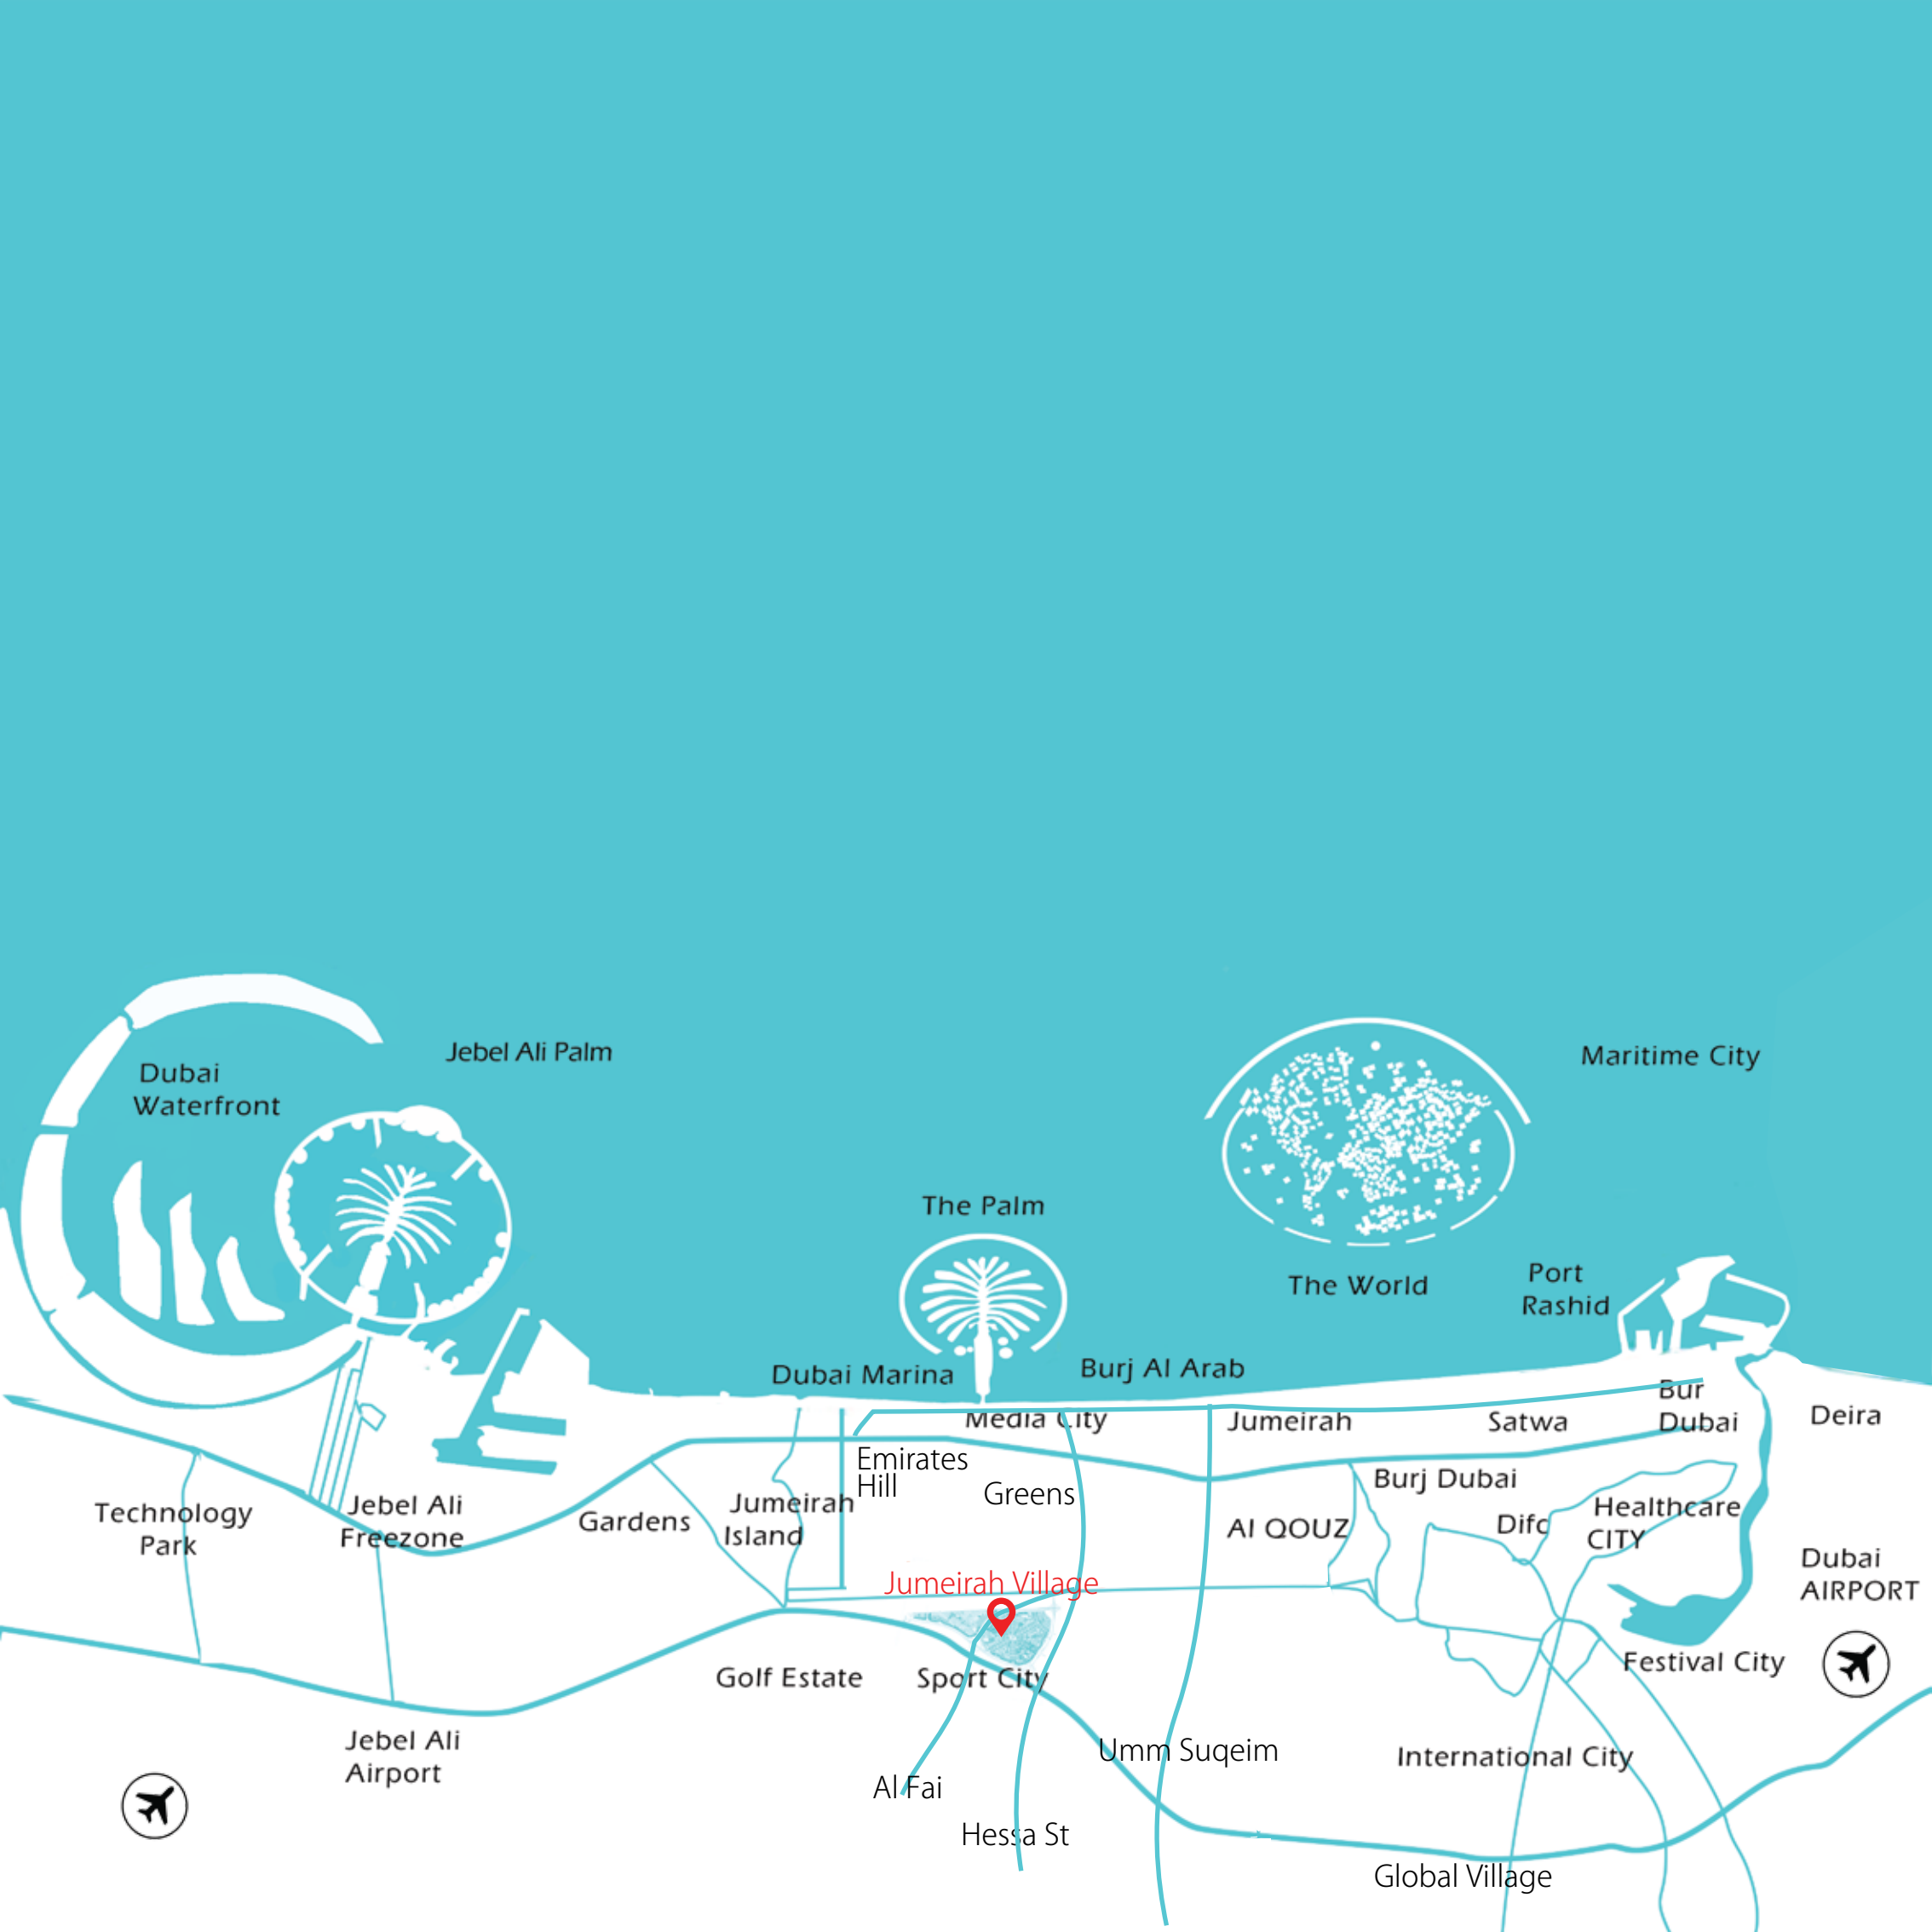 Jebel Ali Palm
Maritime City
Dubai
Waterfront
The Palm
The World
Port
Rashid
Dubai Marina
Burj Al Arab
Media City
Jumeirah
Satwa
Bur
Dubai
Deira
Emirates
Hill
Greens
Burj Dubai
Technology
Park
Jebel Ali
Freezone
Gardens
Jumeirah
Island
Al QOUZ
Difc
Healthcare
CITY
Dubai
AIRPORT
Jumeirah Village
Golf Estate
Sport City
Festival City
Jebel Ali
Airport
Umm Suqeim
International City
Al Fai
Hessa St
Global Village